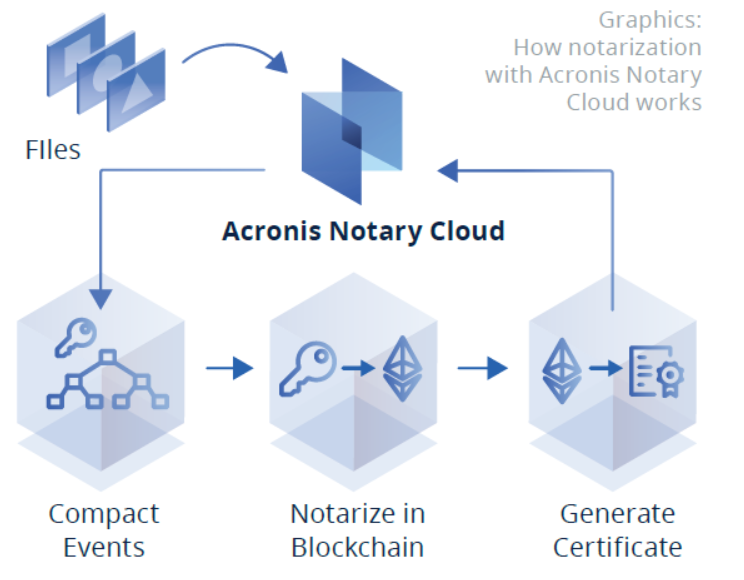 Graphics:
How notarization
with Acronis Notary
Cloud works
FIles
Acronis Notary Cloud
Compact
Events
Notarize in
Blockchain
Generate
Certificate